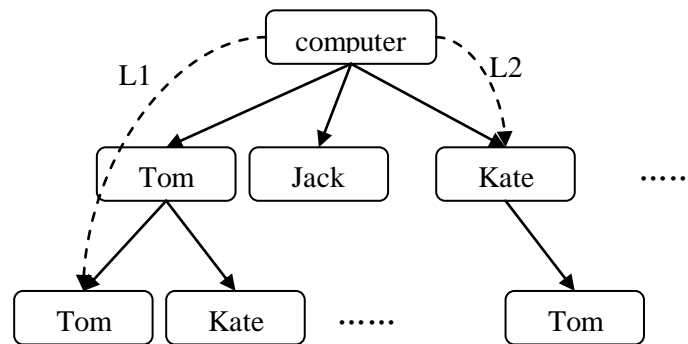 computer
L1
L2
Tom
Jack
Kate
.....
Tom
Kate
......
Tom